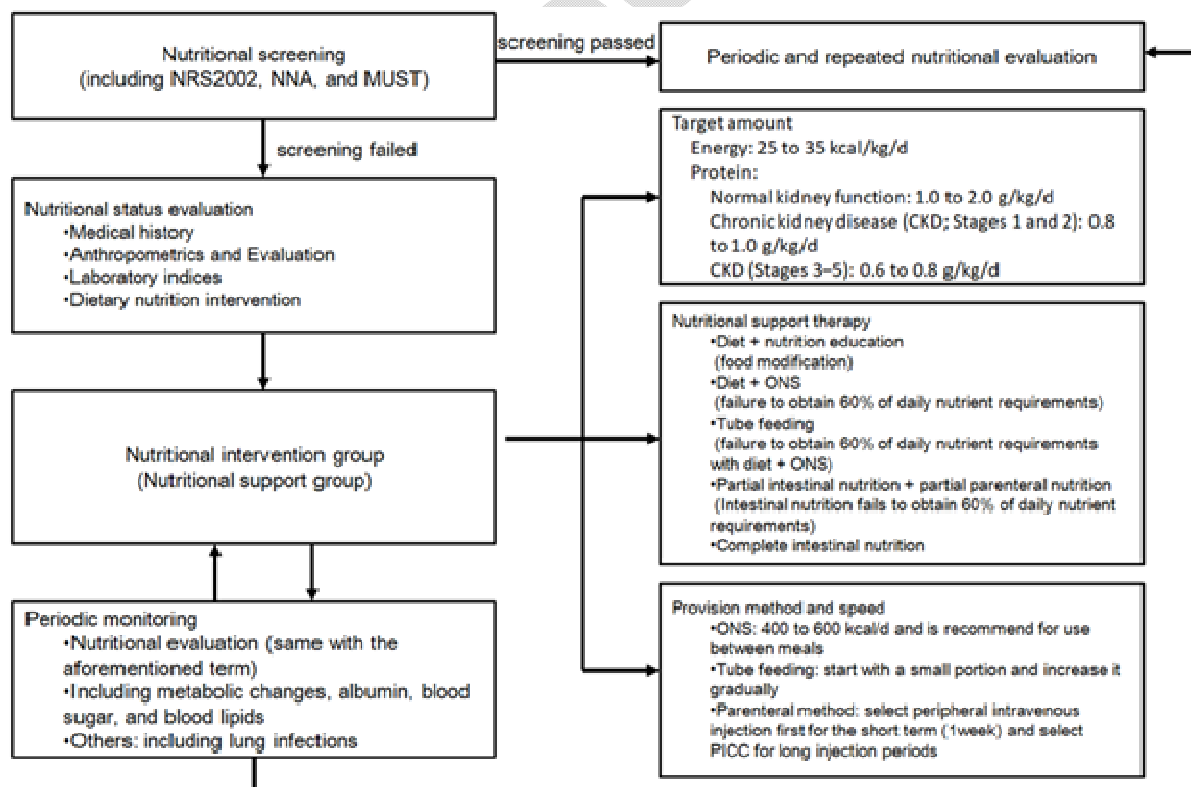 Nutritional screening
(including NRS2002, NNA, and MUST)
screening passed
Periodic and repeated nutritional evaluation
screening failed
Nutritional status evaluation
•Medical history
•Anthropometrics and Evaluation
•Laboratory indices
•Dietary nutrition intervention
Nutritional intervention group
(Nutritional support group)
Periodic monitoring
•Nutritional evaluation (same with the
aforementioned term)
•Including metabolic changes, albumin, blood
sugar, and blood lipids
•Others: including lung infections
Target amount
Energy: 25 to 35 kcal/kg/d
Protein:
Normal kidney function: 1.0 to 2.0 g/kg/d
Chronic kidney disease (CKD; Stages 1 and 2): 0.8
to 1.0 g/kg/d
CKD (Stages 3–5): 0.6 to 0.8 g/kg/d
Nutritional support therapy
•Diet + nutrition education
(food modification)
•Diet + ONS
(failure to obtain 60% of daily nutrient requirements)
•Tube feeding
(failure to obtain 60% of daily nutrient requirements
with diet + ONS)
•Partial intestinal nutrition + partial parenteral nutrition
(Intestinal nutrition fails to obtain 60% of daily nutrient
requirements)
•Complete intestinal nutrition
Provision method and speed
•ONS: 400 to 600 kcal/d and is recommend for use
between meals
•Tube feeding: start with a small portion and increase it
gradually
•Parenteral method: select peripheral intravenous
injection first for the short term (1week) and select
PICC for long injection periods